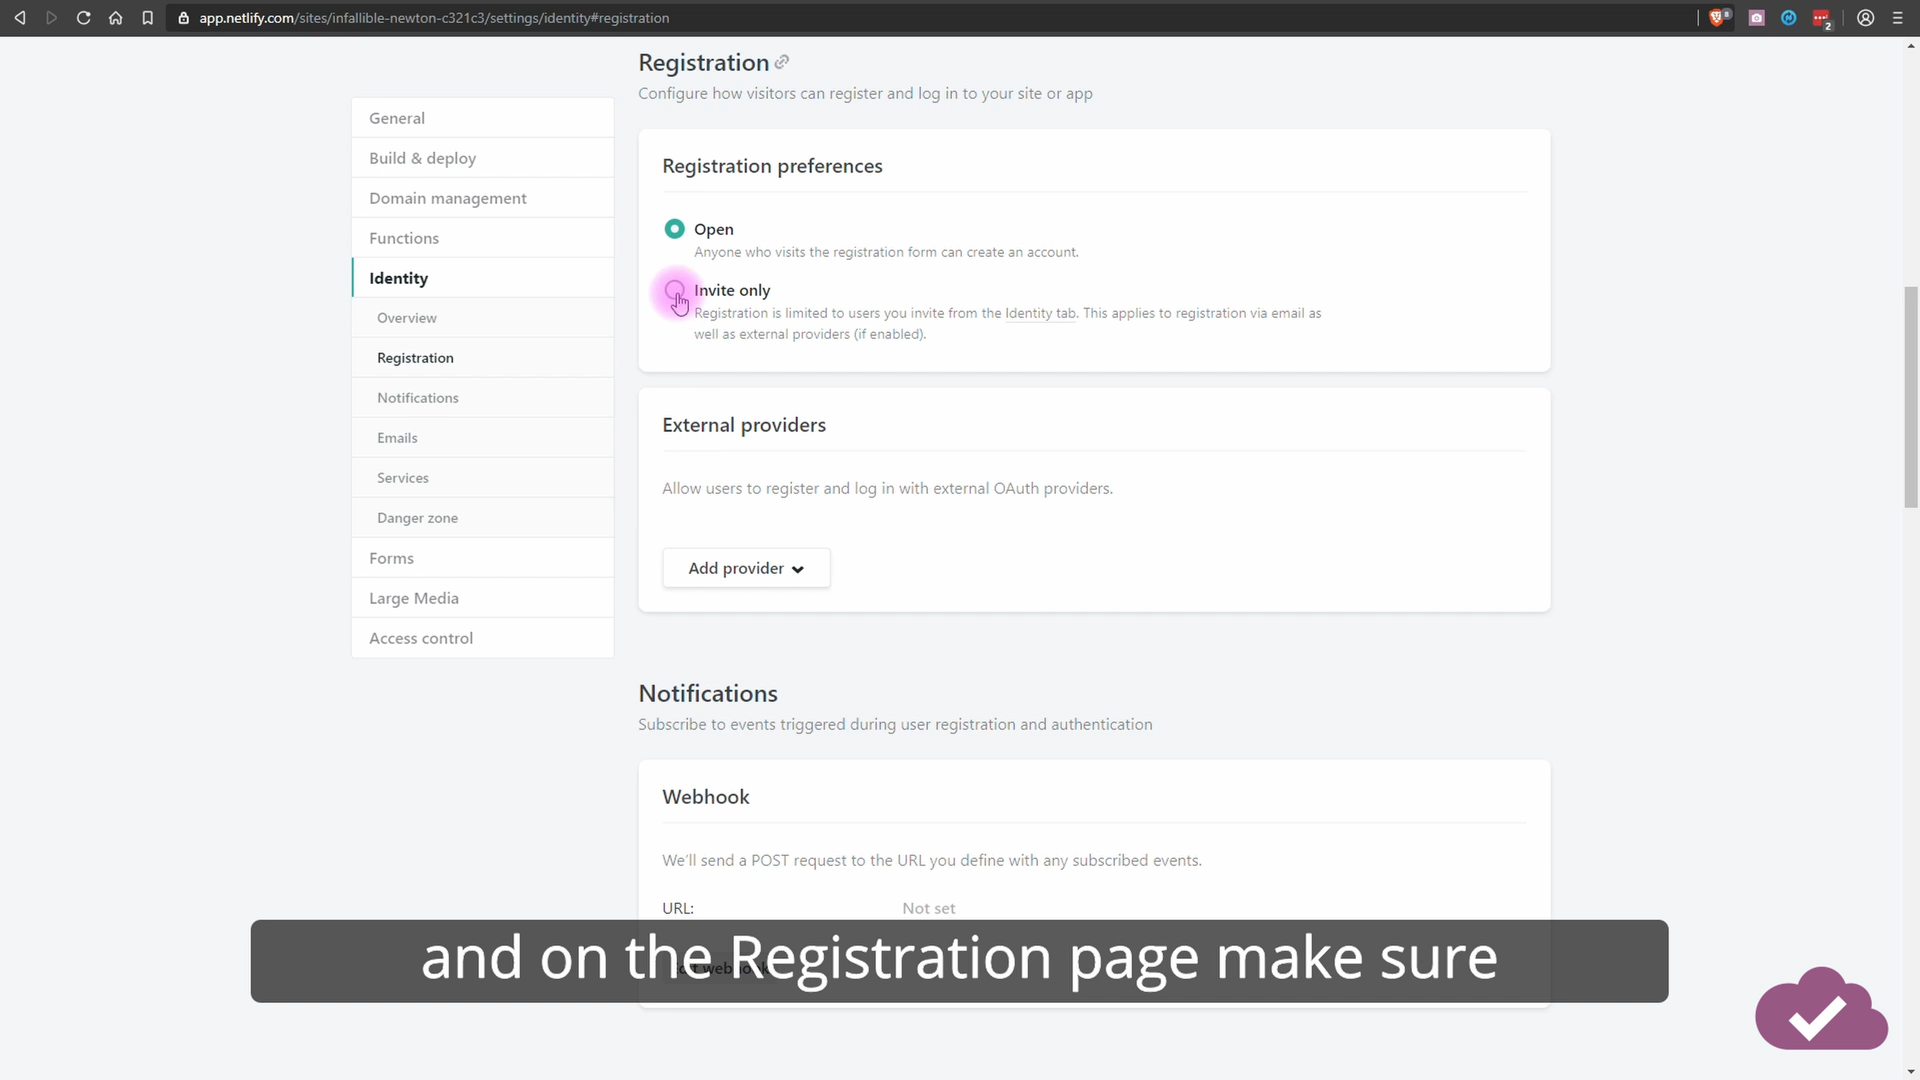 app.netlify.com/sites/infallible-newton-c321c3/settings/identity#registration
8
2
Registration
Configure how visitors can register and log in to your site or app
General
Build & deploy
Domain management
Functions
Identity
Overview
Registration
Notifications
Emails
Services
Danger zone
Forms
Large Media
Access control
Registration preferences
Open
Anyone who visits the registration form can create an account.
Invite only
Registration is limited to users you invite from the Identity tab. This applies to registration via email as
well as external providers (if enabled).
External providers
Allow users to register and log in with external OAuth providers.
Add provider
Notifications
Subscribe to events triggered during user registration and authentication
Webhook
We'll send a POST request to the URL you define with any subscribed events.
URL: Not set
and on the Registration page make sure